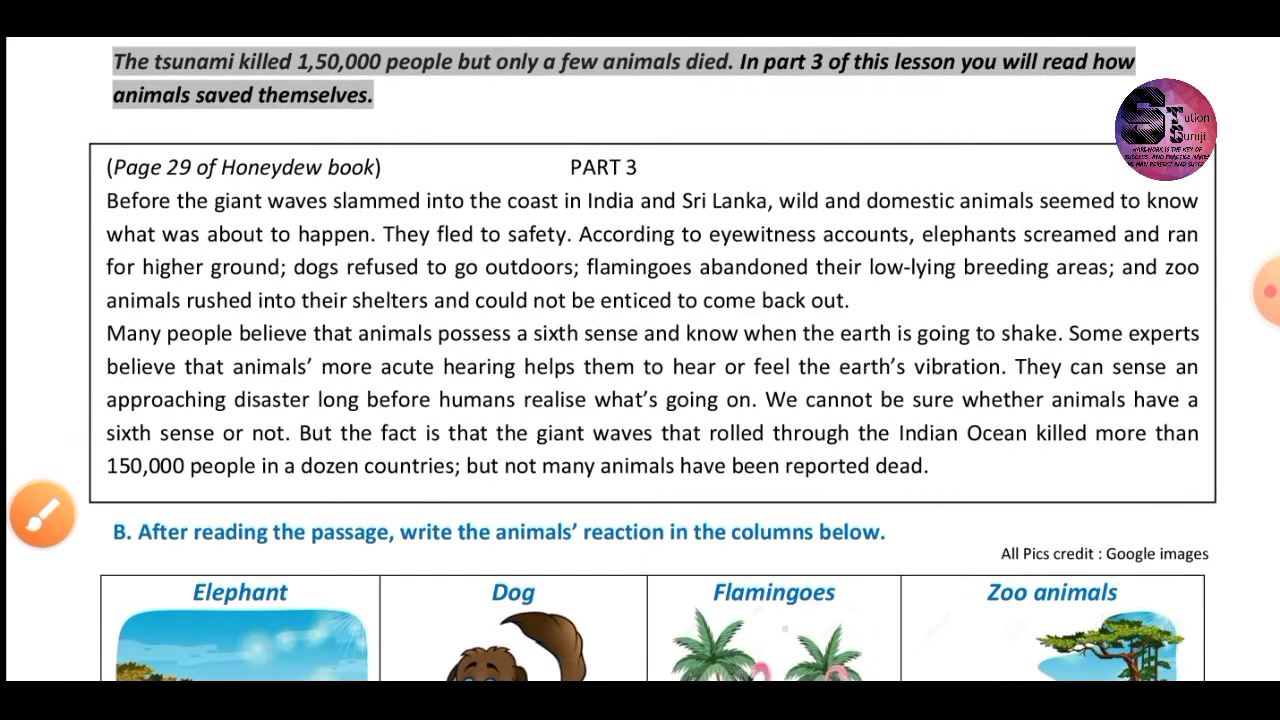 The tsunami killed 1,50,000 people but only a few animals died. In part 3 of this lesson you will read how
animals saved themselves.
STution
Guruji
HARDWORK IS THE KEY OF
SUCCESS, AND PRACTICE MAKE
(Page 29 of Honeydew book) PART 3
Before the giant waves slammed into the coast in India and Sri Lanka, wild and domestic animals seemed to know
what was about to happen. They fled to safety. According to eyewitness accounts, elephants screamed and ran
for higher ground; dogs refused to go outdoors; flamingoes abandoned their low-lying breeding areas; and zoo
animals rushed into their shelters and could not be enticed to come back out.
Many people believe that animals possess a sixth sense and know when the earth is going to shake. Some experts
believe that animals’ more acute hearing helps them to hear or feel the earth’s vibration. They can sense an
approaching disaster long before humans realise what’s going on. We cannot be sure whether animals have a
sixth sense or not. But the fact is that the giant waves that rolled through the Indian Ocean killed more than
150,000 people in a dozen countries; but not many animals have been reported dead.
B. After reading the passage, write the animals’ reaction in the columns below.
All Pics credit : Google images
Elephant Dog Flamingoes Zoo animals